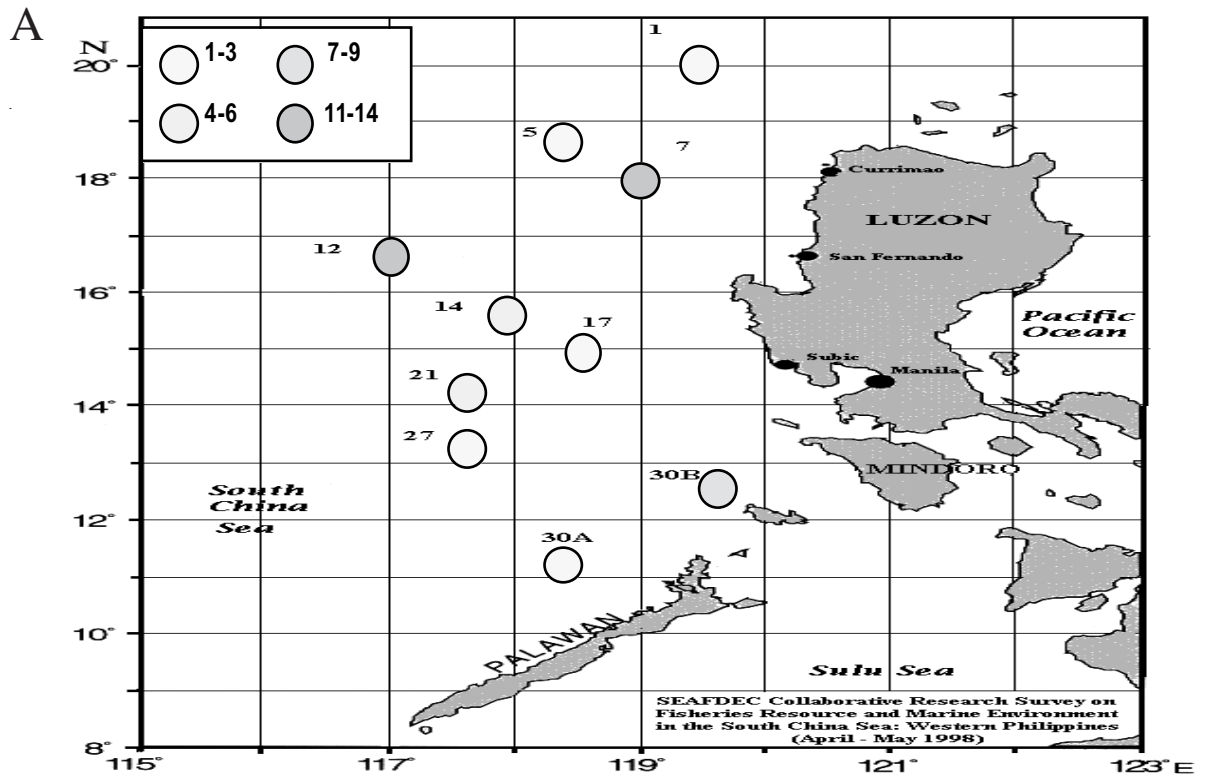 A
N
1-3 7-9
4-6 11-14
1
20°
5
7
18°
Currimao
LUZON
12
San Fernando
16°
14
17
Pacific
Ocean
Subic
Manila
21
14°
27
MINDORO
30B
South
China
Sea
12°
30A
10°
PALAWAN
Sulu Sea
SEAFDEC Collaborative Research Survey on
Fisheries Resource and Marine Environment
in the South China Sea: Western Philippines
(April - May 1998)
8°
115° 117° 119° 121° 123° E